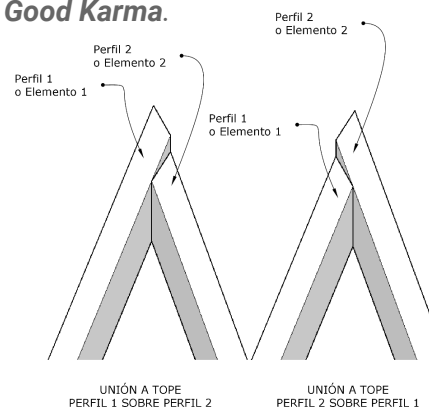 Good Karma.
Perfil 1
o Elemento 1
Perfil 2
o Elemento 2
Perfil 1
o Elemento 1
Perfil 2
o Elemento 2
UNIÓN A TOPE
PERFIL 1 SOBRE PERFIL 2
UNIÓN A TOPE
PERFIL 2 SOBRE PERFIL 1